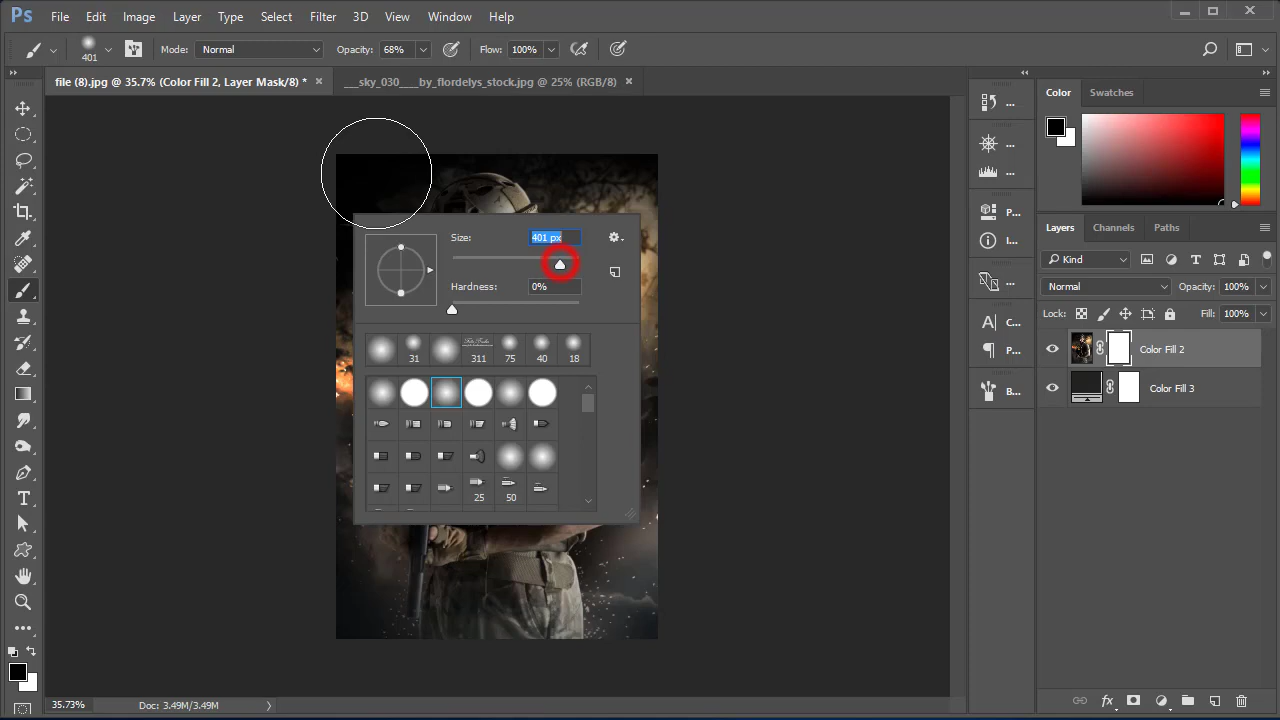 Ps File Edit Image Layer Type Select Filter 3D View Window Help
401 Mode: Normal Opacity: 68% Flow: 100%
file (8).jpg @ 35.7% (Color Fill 2, Layer Mask/8) * × ___sky_030____by_flordelys_stock.jpg @ 25% (RGB/8) ×
Color Swatches
...
...
...
P...
I...
...
C...
P...
B...
Layers Channels Paths
Kind
Normal Opacity: 100%
Lock: Fill: 100%
Color Fill 2
Color Fill 3
Size: 401 px
Hardness: 0%
31 311 75 40 18
25 50
35.73% Doc: 3.49M/3.49M